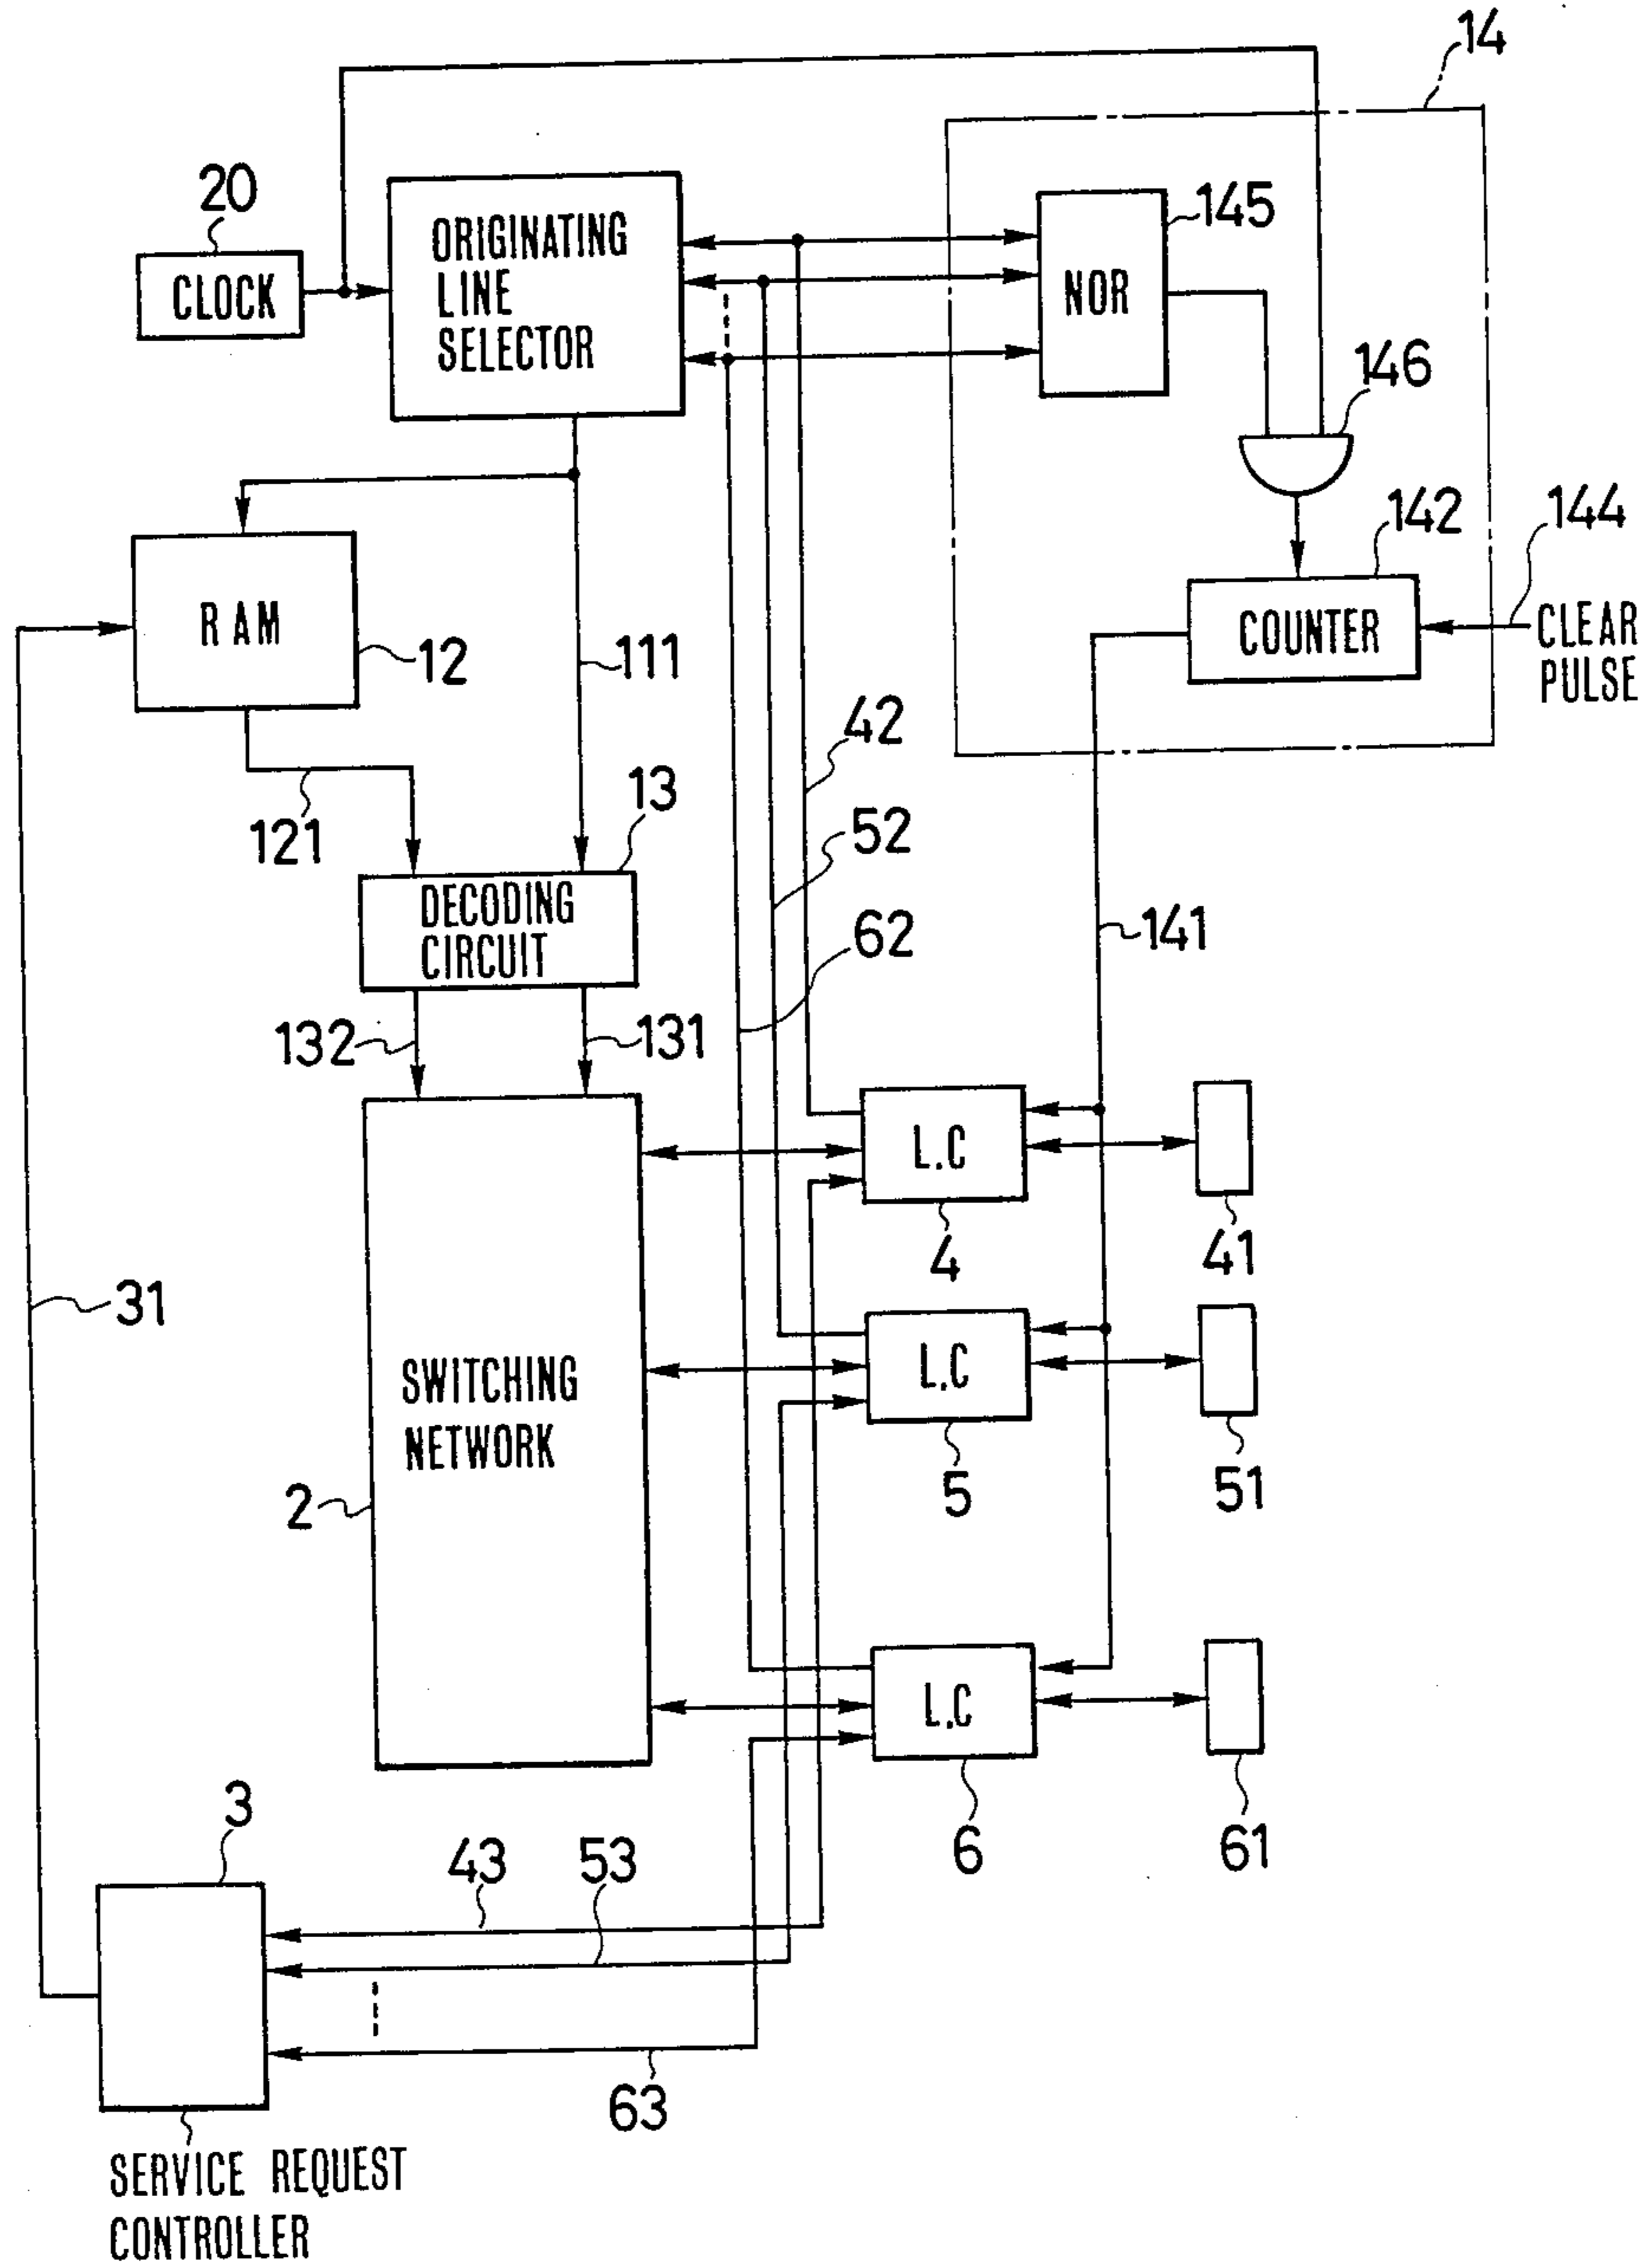 14
20
CLOCK
ORIGINATING
LINE
SELECTOR
145
NOR
146
142
144
COUNTER
CLEAR
PULSE
RAM
12
111
42
121
13
52
DECODING
CIRCUIT
62
141
132
131
L.C
4
41
31
SWITCHING
NETWORK
L.C
5
51
2
L.C
6
61
3
43
53
63
SERVICE REQUEST
CONTROLLER